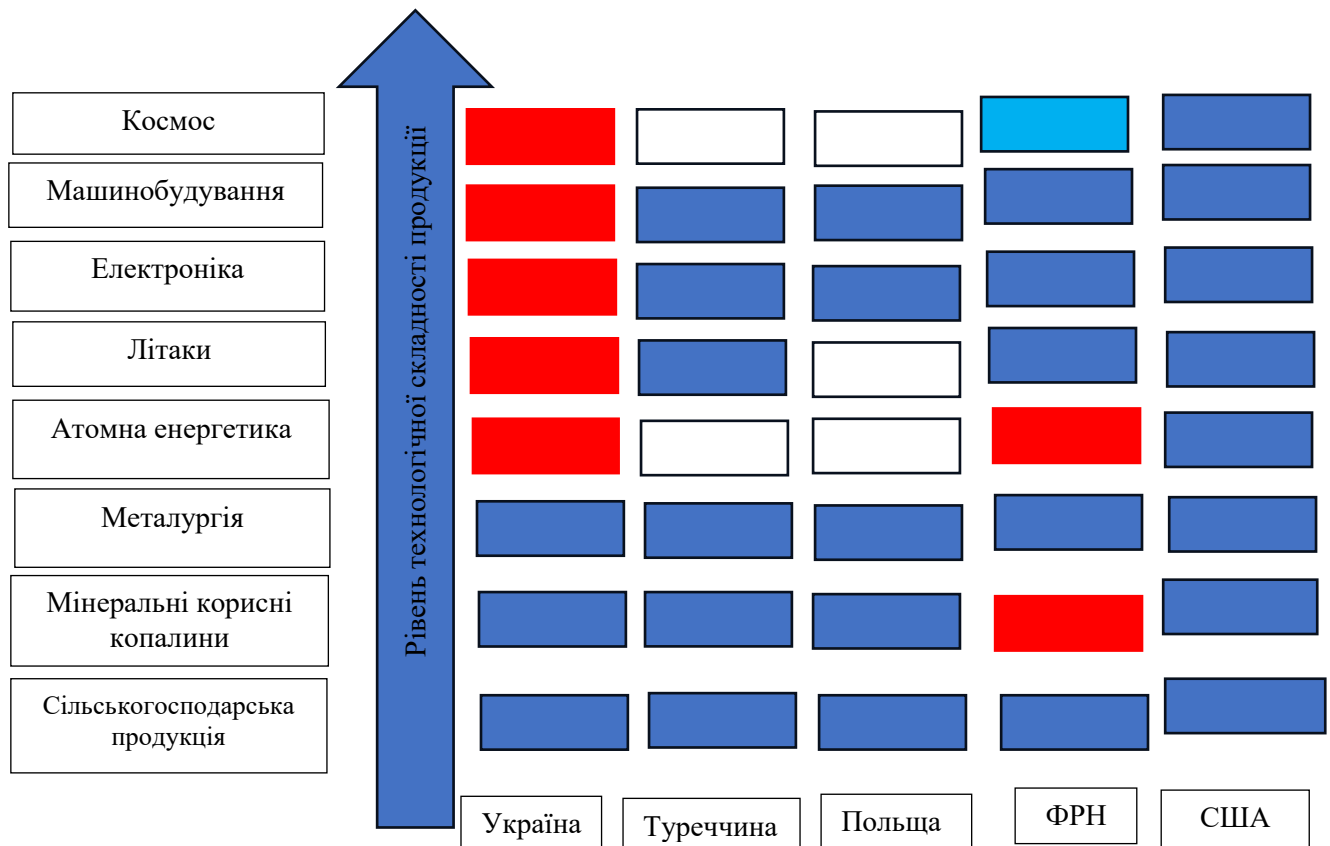 Космос
Машинобудування
Електроніка
Літаки
Атомна енергетика
Металургія
Мінеральні корисні
копалини
Сільськогосподарська
продукція
Рівень технологічної складності продукції
Україна
Туреччина
Польща
ФРН
США